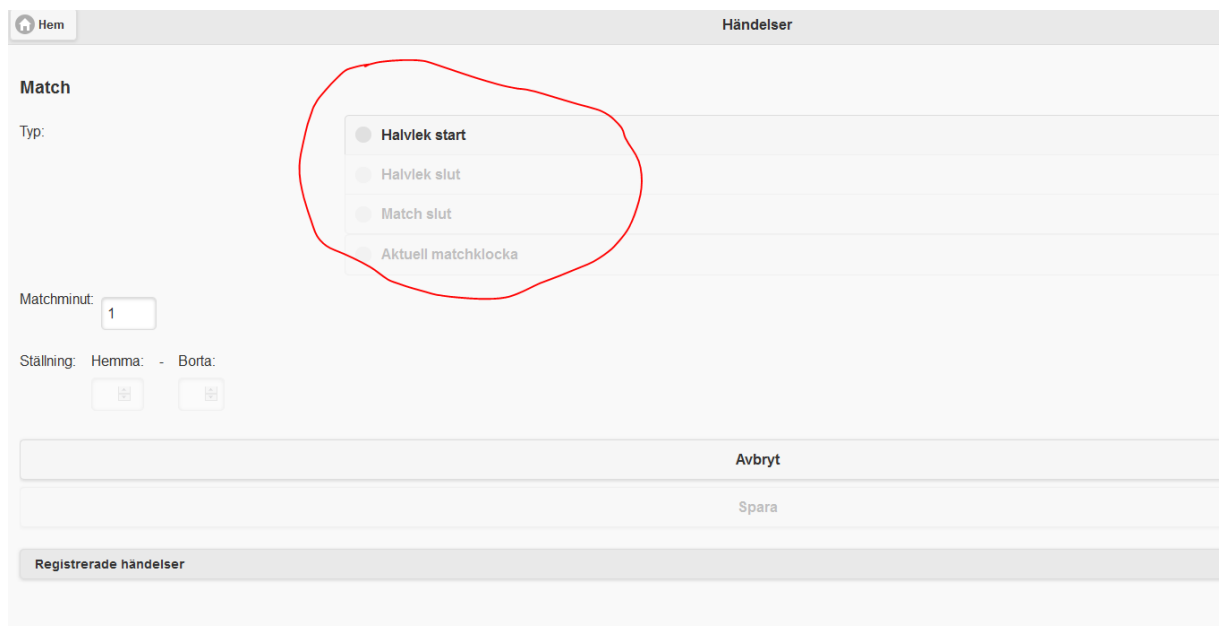 Hem
Händelser
Match
Typ:
Halvlek start
Halvlek slut
Match slut
Aktuell matchklocka
Matchminut:
1
Ställning: Hemma: - Borta:
Avbryt
Spara
Registrerade händelser